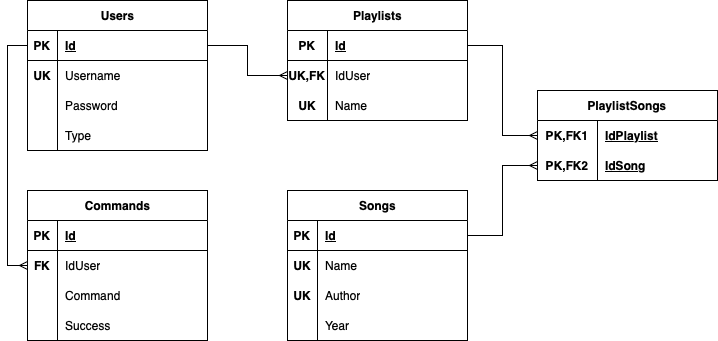 Users
PK Id
UK Username
Password
Type
Playlists
PK Id
UK,FK IdUser
UK Name
PlaylistSongs
PK,FK1 IdPlaylist
PK,FK2 IdSong
Commands
PK Id
FK IdUser
Command
Success
Songs
PK Id
UK Name
UK Author
Year